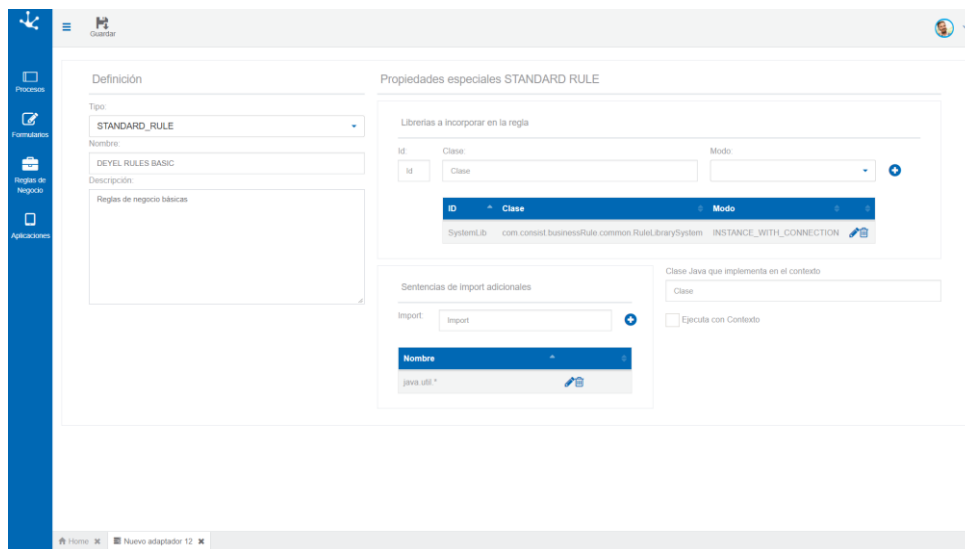 Guardar
Procesos
Formularios
Reglas de
Negocio
Aplicaciones
Definición
Tipo:
STANDARD_RULE
Nombre:
DEYEL RULES BASIC
Descripción:
Reglas de negocio básicas
Propiedades especiales STANDARD RULE
Librerias a incorporar en la regla
Id: Clase: Modo:
Id Clase
ID Clase Modo
SystemLib com.consist.businessRule.common.RuleLibrarySystem INSTANCE_WITH_CONNECTION
Sentencias de import adicionales
Import Import
Nombre
java.util.*
Clase Java que implementa en el contexto
Clase
Ejecuta con Contexto
Home Nuevo adaptador 12